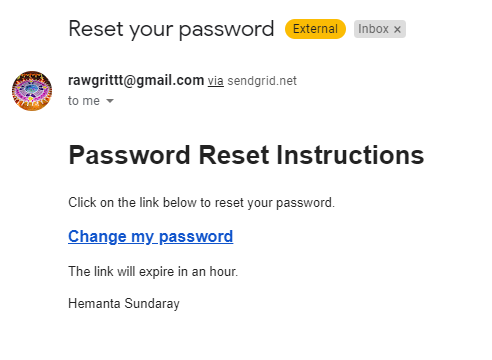 Reset your password External Inbox x
rawgrittt@gmail.com via sendgrid.net
to me
Password Reset Instructions
Click on the link below to reset your password.
Change my password
The link will expire in an hour.
Hemanta Sundaray